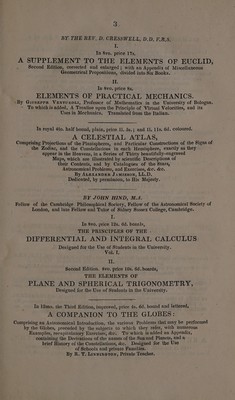 3
BY THE REV. D. CRESSWELL, D.D. F.R.S.
I.
In 8vo. price 17s.
A SUPPLEMENT TO THE ELEMENTS OF EUCLID,
Second Edition, corrected and enlarged; with an Appendix of Miscellaneous
Geometrical Propositions, divided into Six Books.
II.
In 8vo. price 8s.
ELEMENTS OF PRACTICAL MECHANICS.
By GIUSEPPE VENTUROLI, Professor of Mathematics in the University of Bologna.
To which is added, A Treatise upon the Principle of Virtual Velocities, and its
Uses in Mechanics. Translated from the Italian.
In royal 4to. half bound, plain, price 1l. 5s.; and 1l. 11s. 6d. coloured.
A CELESTIAL ATLAS,
Comprising Projections of the Planispheres, and Particular Constructions of the Signs of
the Zodiac, and the Constellations in each Hemisphere, exactly as they
appear in the Heavens, in a Series of Thirty beautifully-engraved
Maps, which are illustrated by scientific Descriptions of
their Contents, and by Catalogues of the Stars,
Astronomical Problems, and Exercises, &c. &c.
By ALEXANDER JAMIESON, LL.D.
Dedicated, by permission, to His Majesty.
By JOHN HIND, M.A.
Fellow of the Cambridge Philosophical Society, Fellow of the Astronomical Society of
London, and late Fellow and Tutor of Sidney Sussex College, Cambridge.
I.
In 8vo. price 12s. 6d. boards,
THE PRINCIPLES OF THE
DIFFERENTIAL AND INTEGRAL CALCULUS
Designed for the Use of Students in the University.
Vol. I.
II.
Second Edition. 8vo. price 10s. 6d. boards,
THE ELEMENTS OF
PLANE AND SPHERICAL TRIGONOMETRY,
Designed for the Use of Students in the University.
In 18mo. the Third Edition, improved, price 4s. 6d. bound and lettered,
A COMPANION TO THE GLOBES:
Comprising an Astronomical Introduction, the various Problems that may be performed
by the Globes, preceded by the subjects to which they refer, with numerous
Examples, recapitulatory Exercises, &c. To which is added an Appendix,
containing the Derivations of the names of the Sun and Planets, and a
brief History of the Constellations, &c. Designed for the Use
of Schools and private Families.
By R. T. LINNINGTON, Private Teacher.